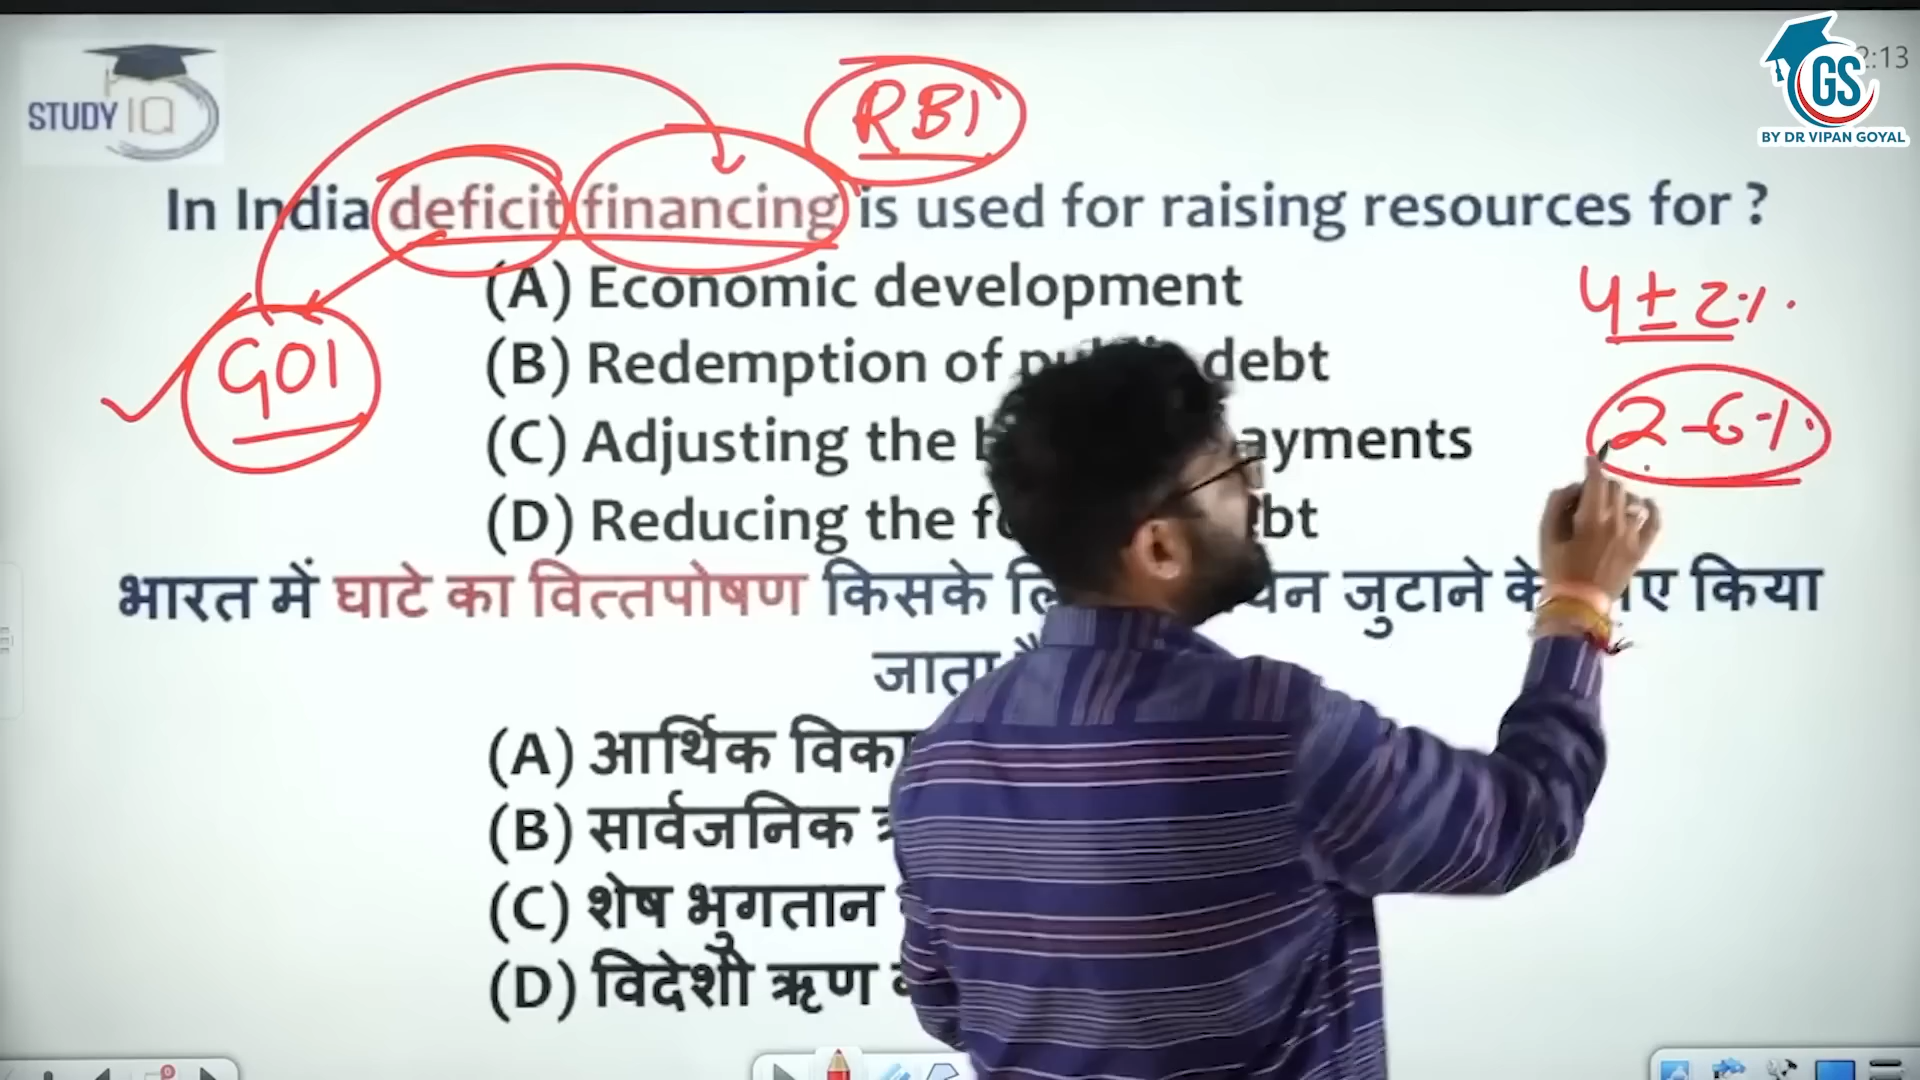 STUDY IQ
2:13
GS
BY DR VIPAN GOYAL
RBI
In India deficit financing is used for raising resources for ?
(A) Economic development
4 ± 2%.
(B) Redemption of debt
GOI
2-6%.
(C) Adjusting the
(D) Reducing the
भारत में घाटे का वित्तपोषण किसके जुटाने के किया
जाता
(A) आर्थिक
(B) सार्वजनिक
(C) शेष भुगतान
(D) विदेशी ऋण